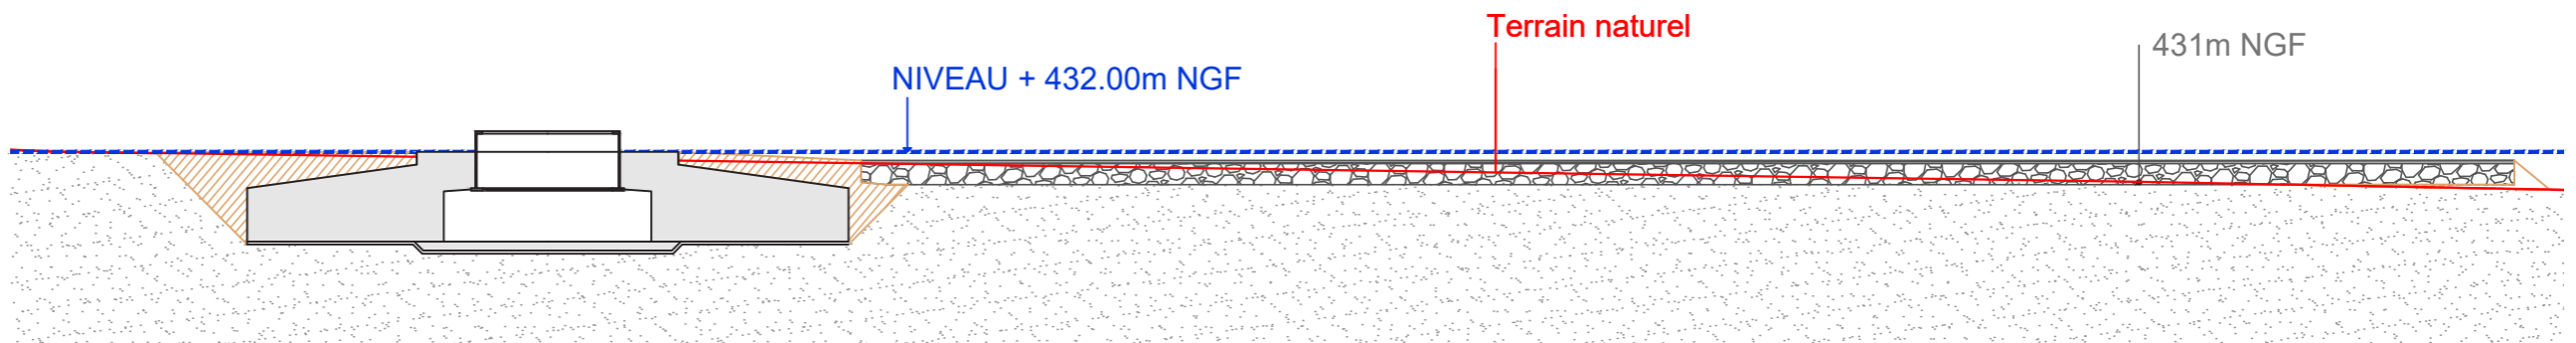 Terrain naturel
431m NGF
NIVEAU + 432.00m NGF